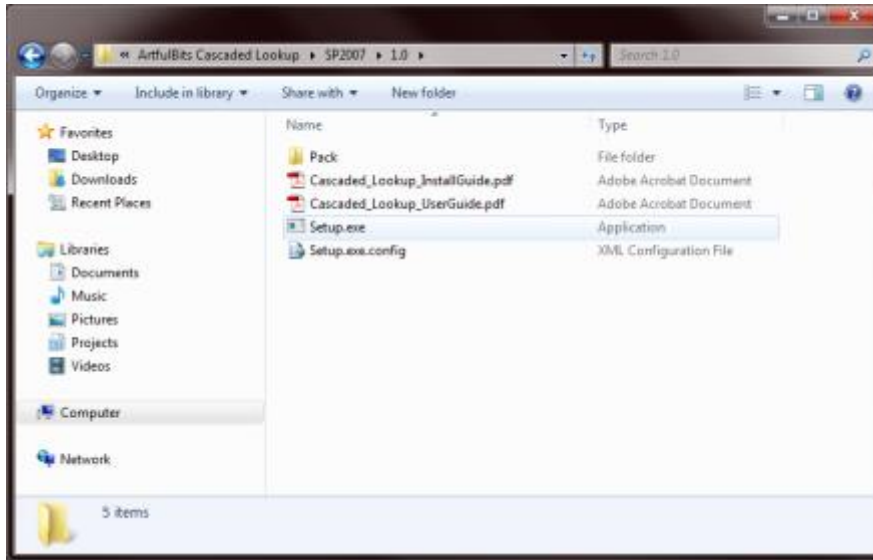 « ArtfulBits Cascaded Lookup ▸ SP2007 ▸ 1.0 ▸ Search 1.0
Organize ▾ Include in library ▾ Share with ▾ New folder
Name Type
Favorites
Desktop
Downloads
Recent Places
Libraries
Documents
Music
Pictures
Projects
Videos
Computer
Network
Pack File folder
Cascaded_Lookup_InstallGuide.pdf Adobe Acrobat Document
Cascaded_Lookup_UserGuide.pdf Adobe Acrobat Document
Setup.exe Application
Setup.exe.config XML Configuration File
5 items